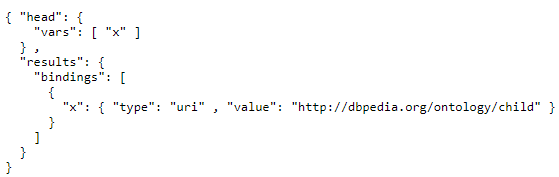 { "head": {
    "vars": [ "x" ]
  } ,
  "results": {
    "bindings": [
      {
        "x": { "type": "uri" , "value": "http://dbpedia.org/ontology/child" }
      }
    ]
  }
}